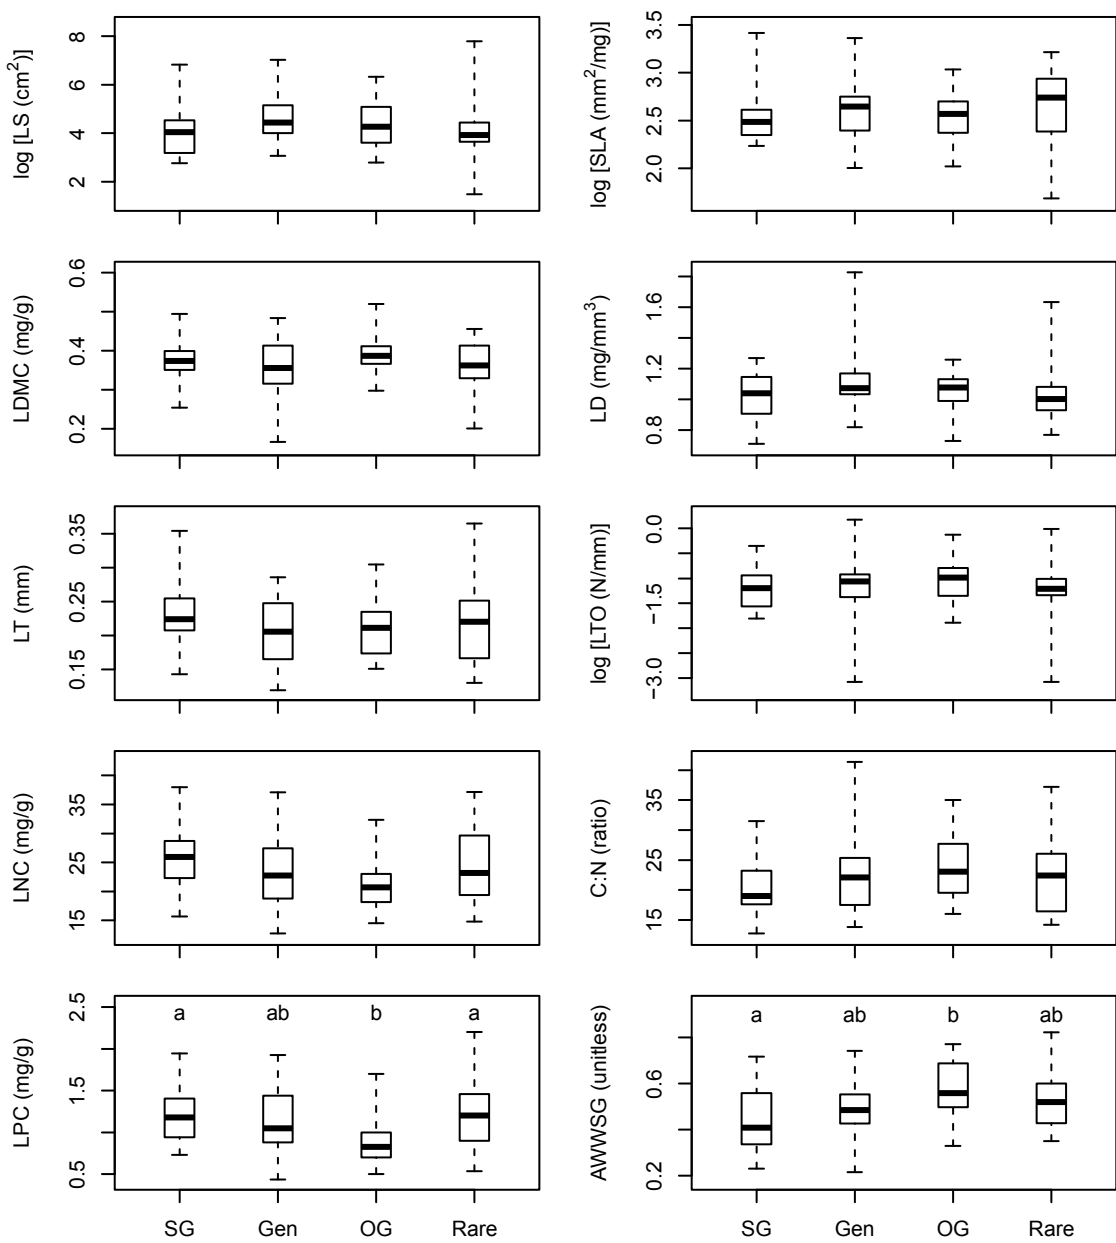 log [LS (cm²)]
2 4 6 8
log [SLA (mm²/mg)]
2.0 2.5 3.0 3.5
LDMC (mg/g)
0.2 0.4 0.6
LD (mg/mm³)
0.8 1.2 1.6
LT (mm)
0.15 0.25 0.35
log [LTO (N/mm)]
−3.0 −1.5 0.0
LNC (mg/g)
15 25 35
C:N (ratio)
15 25 35
LPC (mg/g)
0.5 1.5 2.5
a ab b a
SG Gen OG Rare
AWWSG (unitless)
0.2 0.6
a ab b ab
SG Gen OG Rare